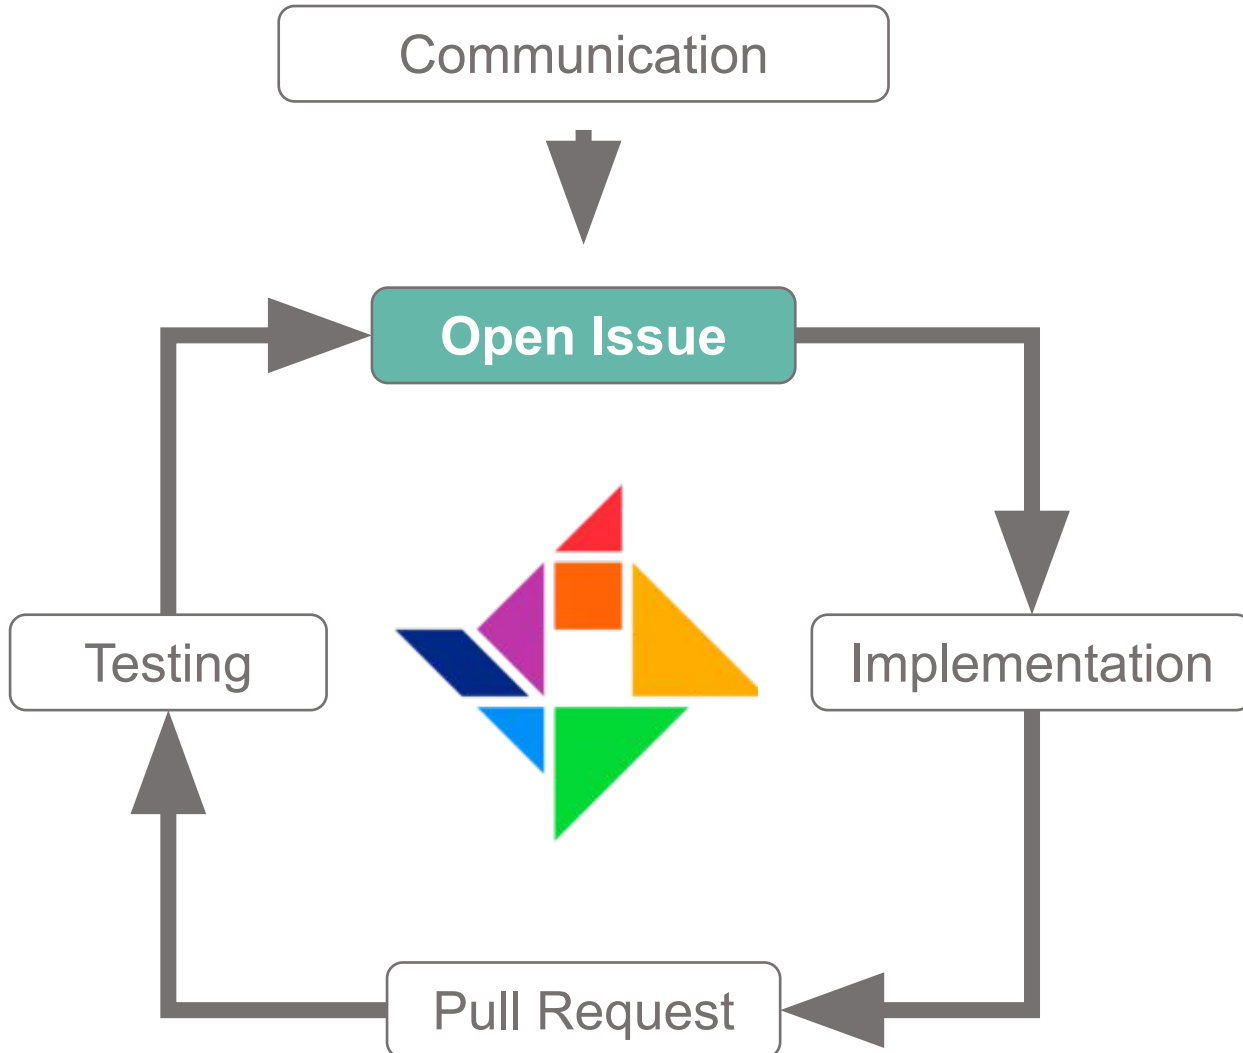 Communication
Open Issue
Testing
Implementation
Pull Request